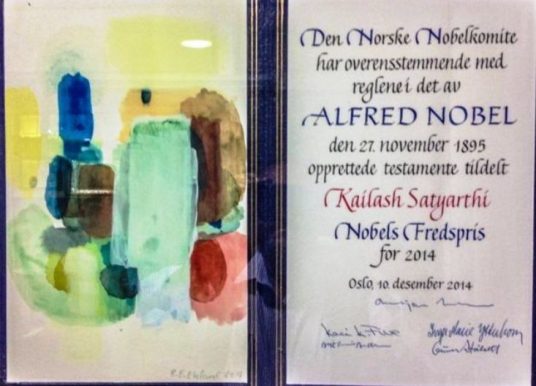 Den Norske Nobelkomite
har overensstemmende med
reglene i det av
ALFRED NOBEL
den 27. november 1895
opprettede testamente tildelt
Kailash Satyarthi
Nobels Fredspris
for 2014
Oslo, 10. desember 2014